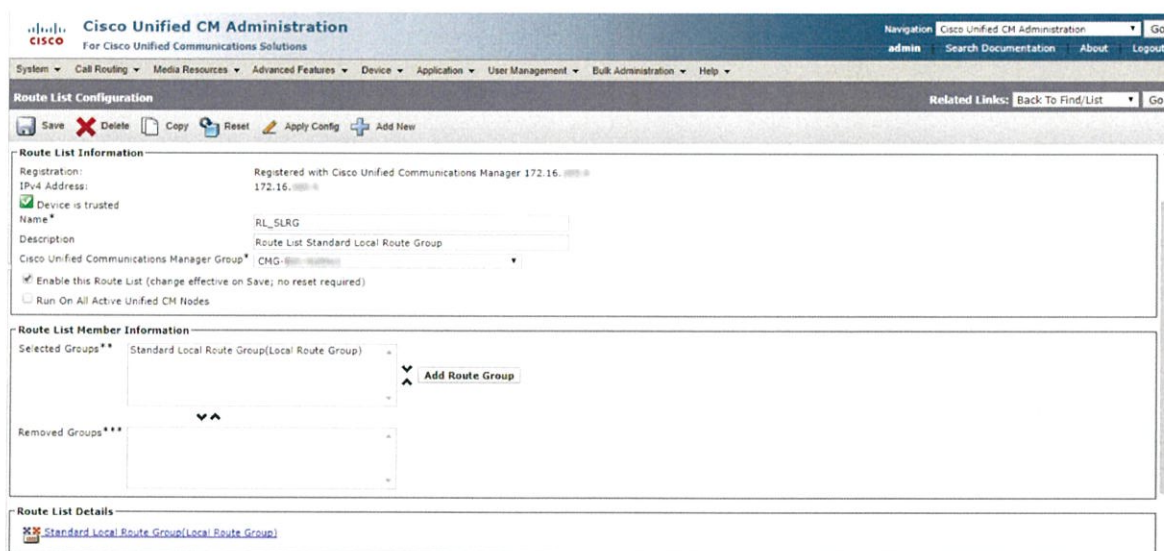 Cisco Unified CM Administration
CISCO
For Cisco Unified Communications Solutions
Navigation Cisco Unified CM Administration Go
admin Search Documentation About Logout
System Call Routing Media Resources Advanced Features Device Application User Management Bulk Administration Help
Route List Configuration
Related Links: Back To Find/List Go
Save Delete Copy Reset Apply Config Add New
Route List Information
Registration: Registered with Cisco Unified Communications Manager 172.16.
IPv4 Address: 172.16.
Device is trusted
Name* RL_SLRG
Description Route List Standard Local Route Group
Cisco Unified Communications Manager Group* CMG-
Enable this Route List (change effective on Save; no reset required)
Run On All Active Unified CM Nodes
Route List Member Information
Selected Groups** Standard Local Route Group(Local Route Group)
Add Route Group
Removed Groups***
Route List Details
Standard Local Route Group(Local Route Group)